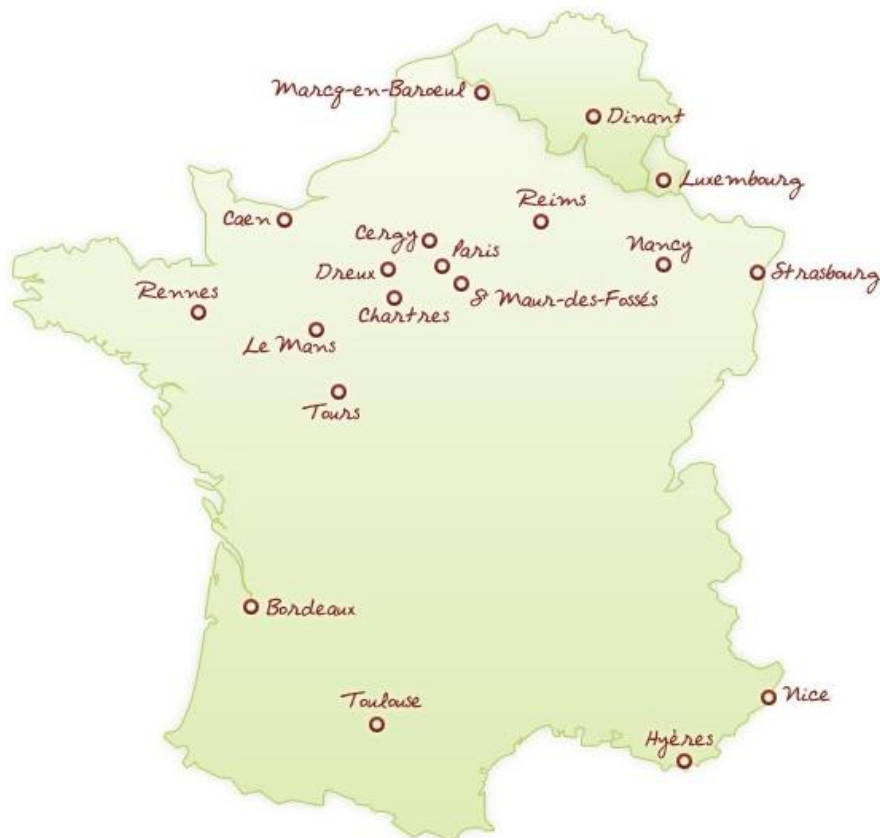 Marcq-en-Baroeul
Dinant
Luxembourg
Reims
Caen
Cergy
Paris
Nancy
Dreux
Strasbourg
Rennes
St Maur-des-Fossés
Chartres
Le Mans
Tours
Bordeaux
Toulouse
Nice
Hyères